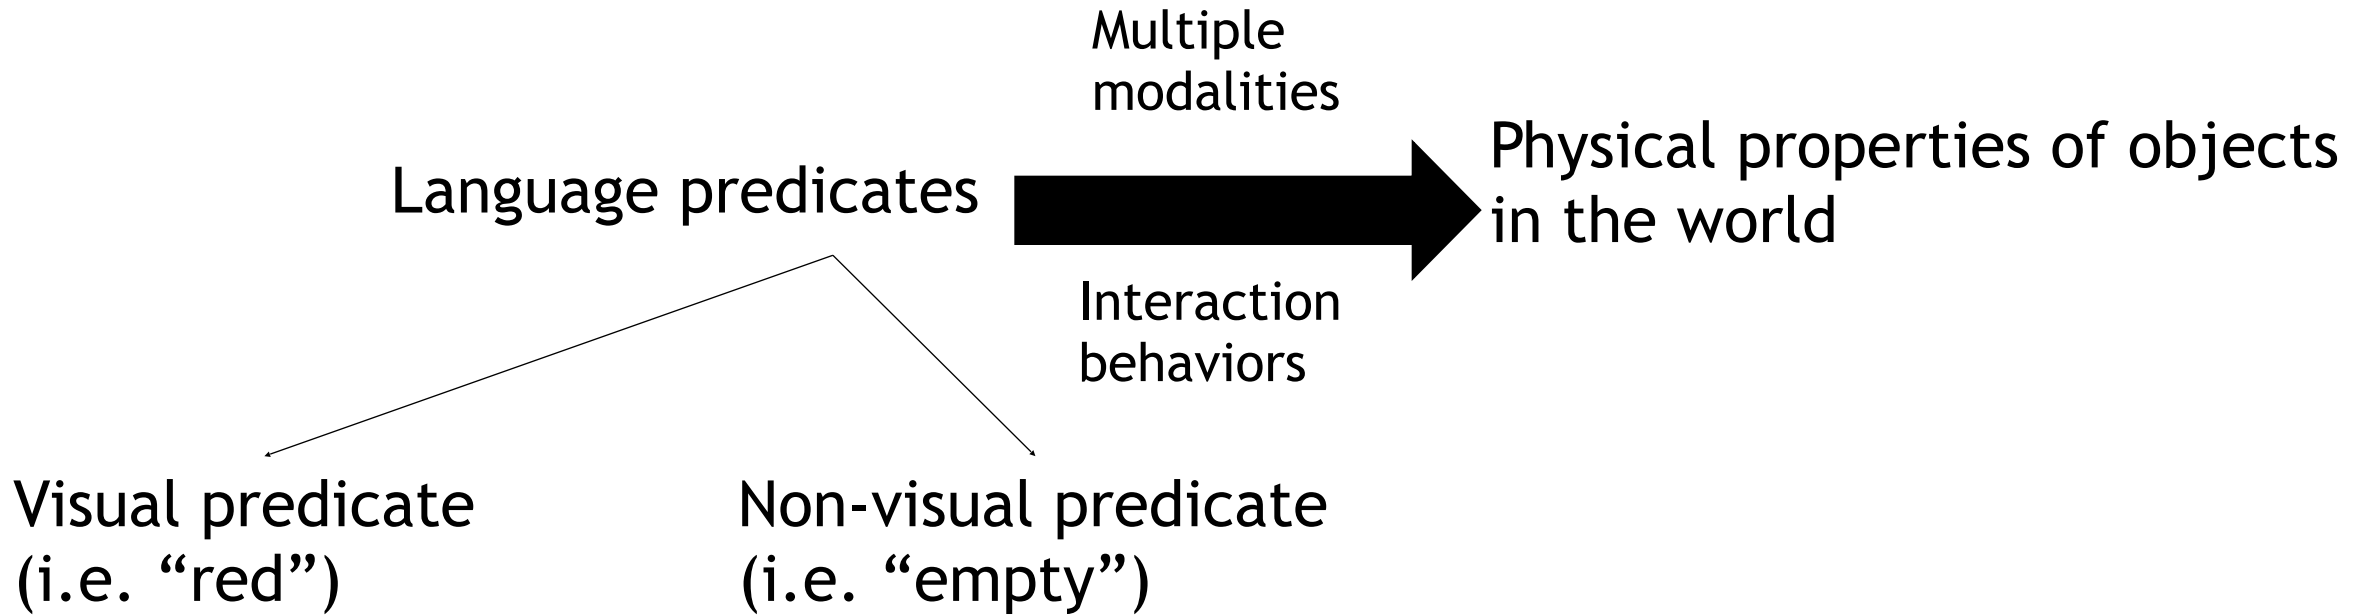 Multiple
modalities
Language predicates
Physical properties of objects
in the world
Interaction
behaviors
Visual predicate
(i.e. “red”)
Non-visual predicate
(i.e. “empty”)